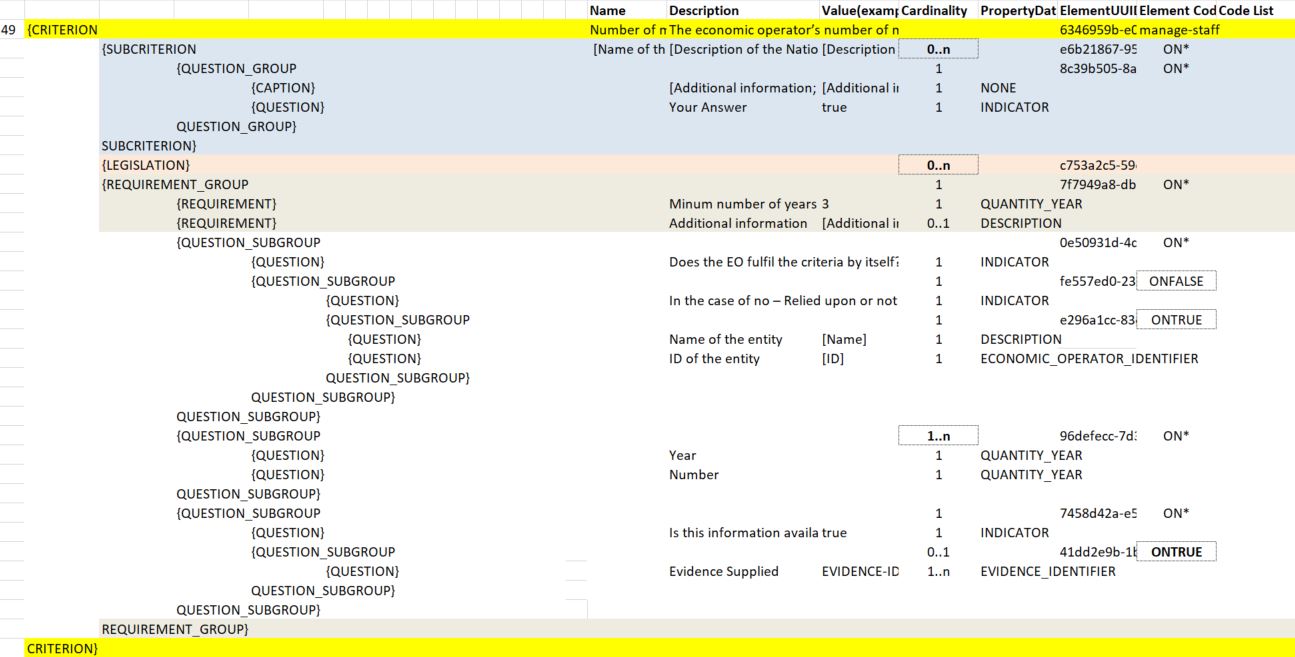 Name Description Value(examp Cardinality PropertyDat ElementUUII Element Cod Code List
49 {CRITERION Number of n The economic operator's number of n 6346959b-e0 manage-staff
{SUBCRITERION [Name of th [Description of the Natio [Description 0..n e6b21867-95 ON*
{QUESTION_GROUP 1 8c39b505-8a ON*
{CAPTION} [Additional information; [Additional in 1 NONE
{QUESTION} Your Answer true 1 INDICATOR
QUESTION_GROUP}
SUBCRITERION}
{LEGISLATION} 0..n c753a2c5-59
{REQUIREMENT_GROUP 1 7f7949a8-db ON*
{REQUIREMENT} Minum number of years 3 1 QUANTITY_YEAR
{REQUIREMENT} Additional information [Additional in 0..1 DESCRIPTION
{QUESTION_SUBGROUP 0e50931d-4c ON*
{QUESTION} Does the EO fulfil the criteria by itself? 1 INDICATOR
{QUESTION_SUBGROUP 1 fe557ed0-23 ONFALSE
{QUESTION} In the case of no – Relied upon or not 1 INDICATOR
{QUESTION_SUBGROUP 1 e296a1cc-83 ONTRUE
{QUESTION} Name of the entity [Name] 1 DESCRIPTION
{QUESTION} ID of the entity [ID] 1 ECONOMIC_OPERATOR_IDENTIFIER
QUESTION_SUBGROUP}
QUESTION_SUBGROUP}
QUESTION_SUBGROUP}
{QUESTION_SUBGROUP 1..n 96defecc-7d ON*
{QUESTION} Year 1 QUANTITY_YEAR
{QUESTION} Number 1 QUANTITY_YEAR
QUESTION_SUBGROUP}
{QUESTION_SUBGROUP 1 7458d42a-e5 ON*
{QUESTION} Is this information availa true 1 INDICATOR
{QUESTION_SUBGROUP 0..1 41dd2e9b-1 ONTRUE
{QUESTION} Evidence Supplied EVIDENCE-ID 1..n EVIDENCE_IDENTIFIER
QUESTION_SUBGROUP}
QUESTION_SUBGROUP}
REQUIREMENT_GROUP}
CRITERION}